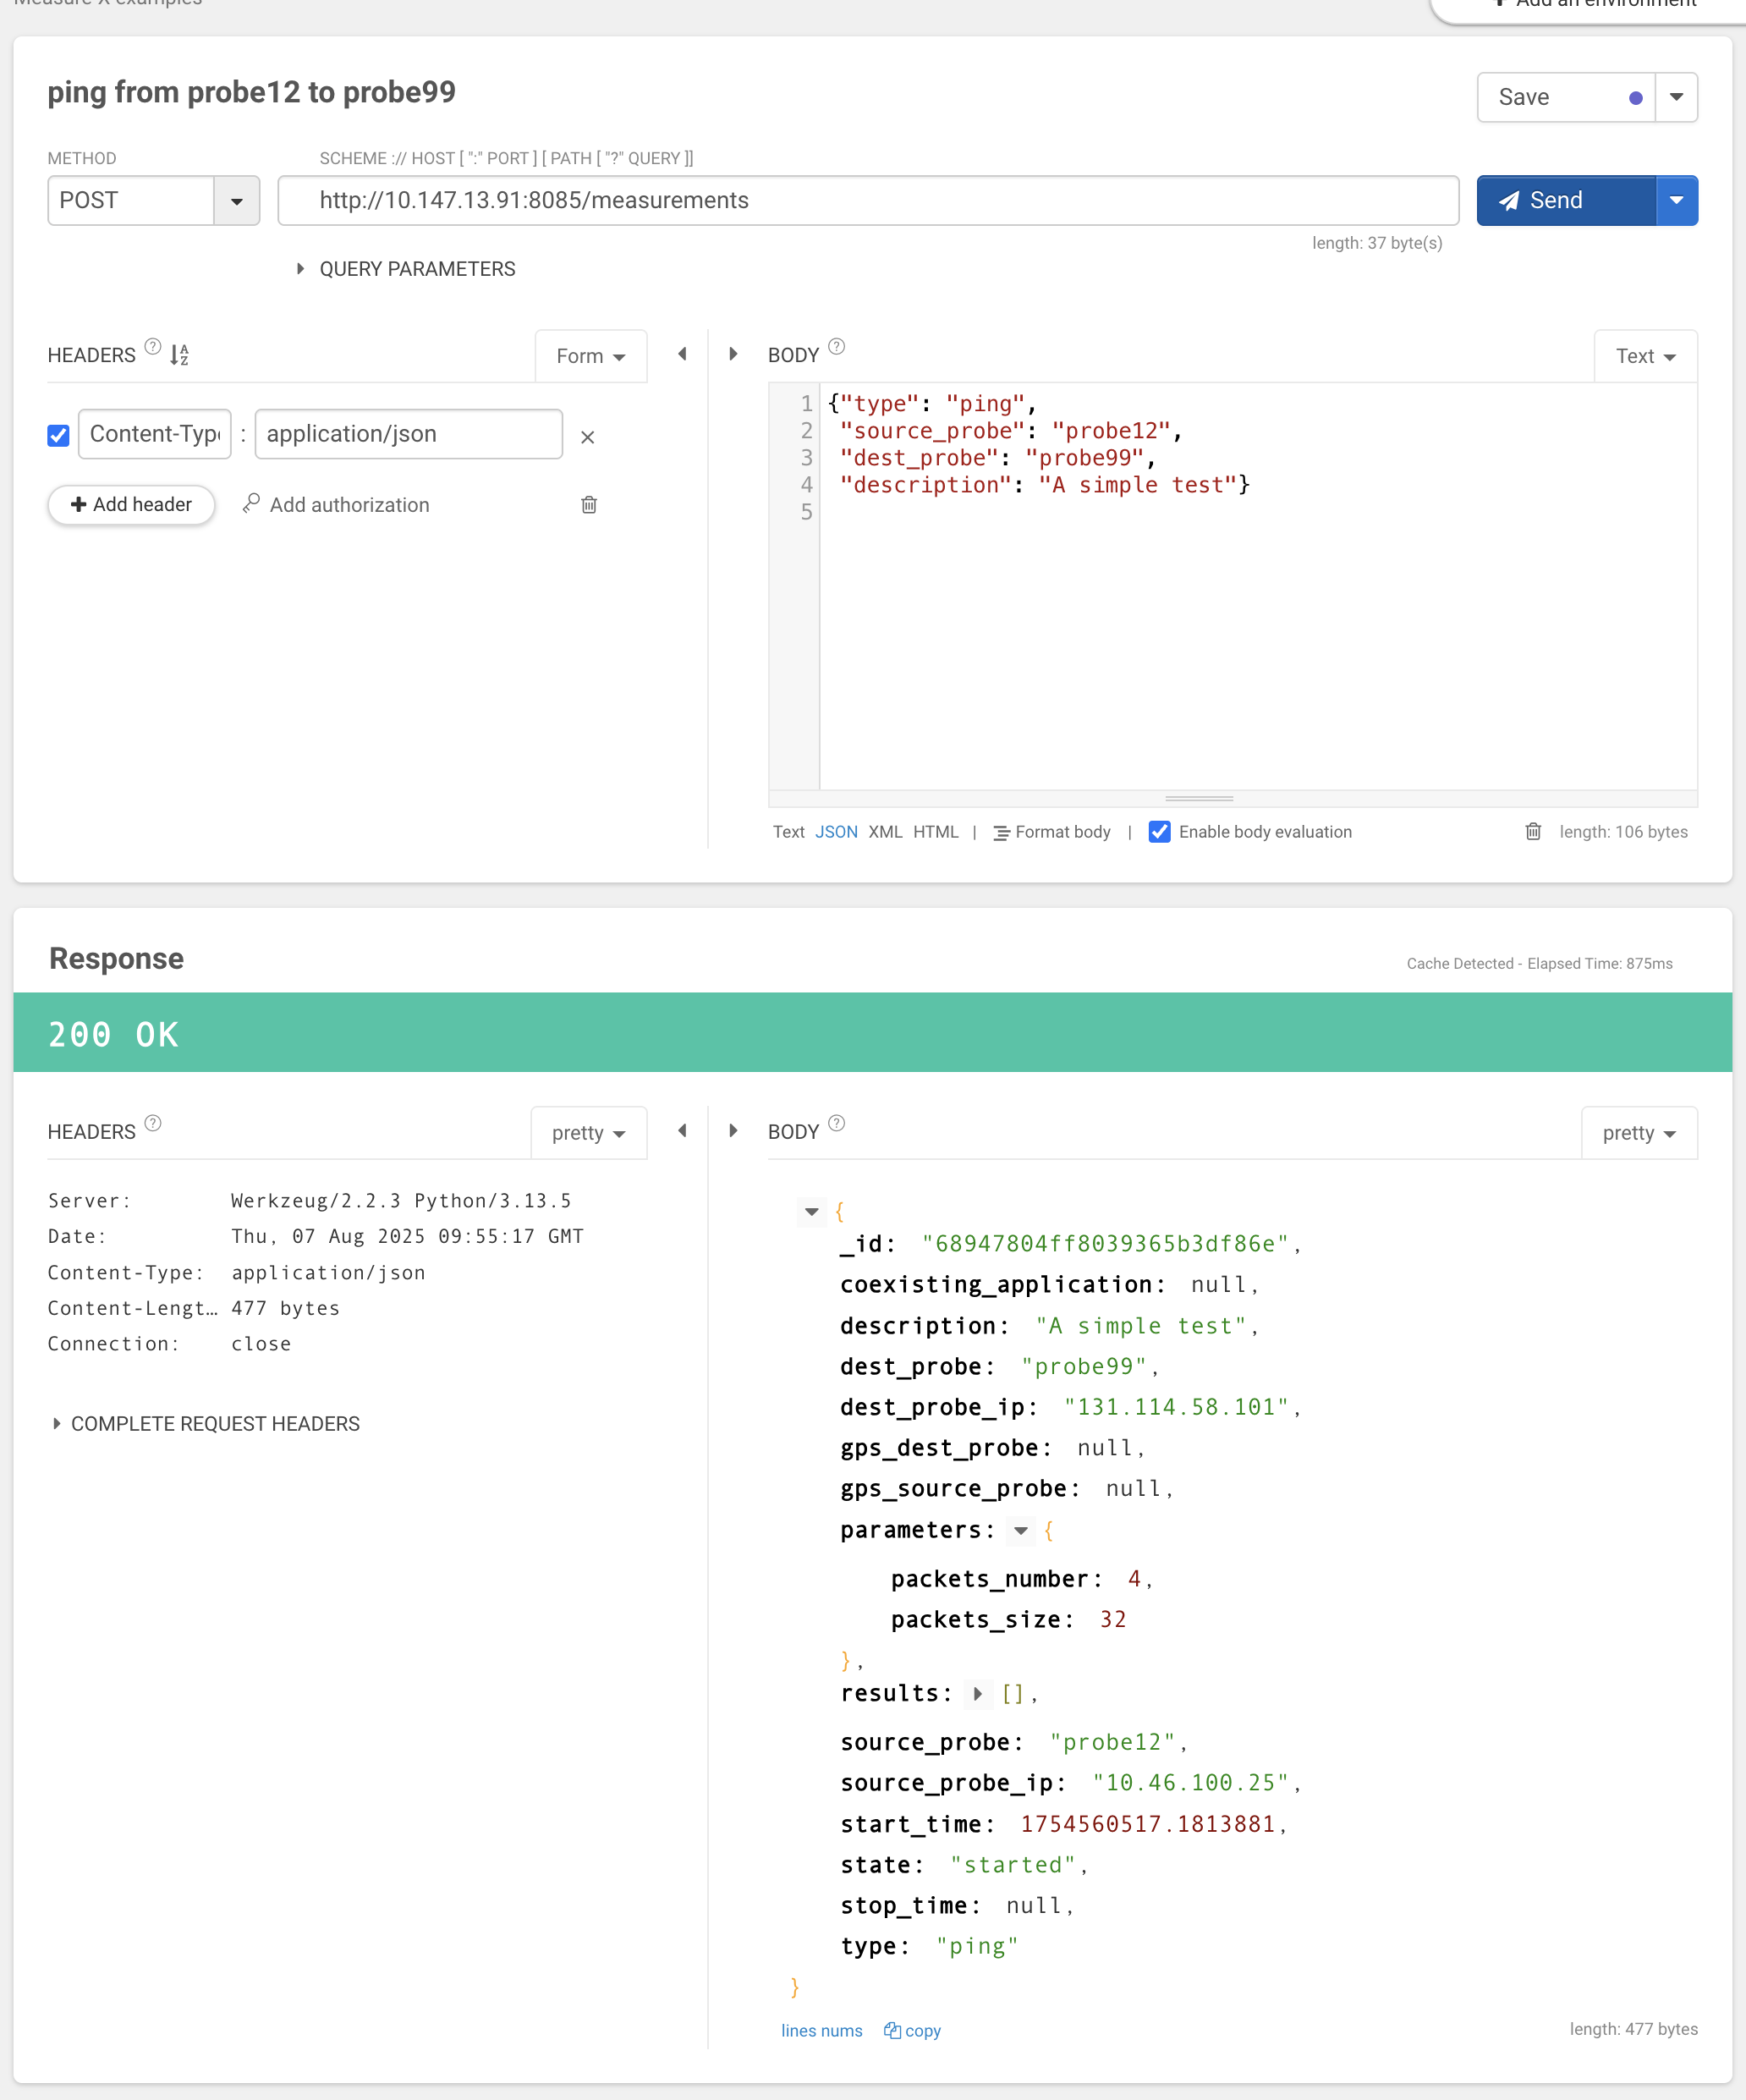 Measure X examples
+ Add an environment
ping from probe12 to probe99
Save
METHOD
SCHEME :// HOST [ ":" PORT ] [ PATH [ "?" QUERY ]]
POST
http://10.147.13.91:8085/measurements
Send
length: 37 byte(s)
QUERY PARAMETERS
HEADERS ?
Form
BODY ?
Text
Content-Type : application/json ×
+ Add header
Add authorization
1 {"type": "ping",
2 "source_probe": "probe12",
3 "dest_probe": "probe99",
4 "description": "A simple test"}
5
Text JSON XML HTML | Format body | Enable body evaluation
length: 106 bytes
Response
Cache Detected - Elapsed Time: 875ms
200 OK
HEADERS ?
pretty
Server: Werkzeug/2.2.3 Python/3.13.5
Date: Thu, 07 Aug 2025 09:55:17 GMT
Content-Type: application/json
Content-Lengt… 477 bytes
Connection: close
COMPLETE REQUEST HEADERS
BODY ?
pretty
{
_id: "68947804ff8039365b3df86e",
coexisting_application: null,
description: "A simple test",
dest_probe: "probe99",
dest_probe_ip: "131.114.58.101",
gps_dest_probe: null,
gps_source_probe: null,
parameters: {
packets_number: 4,
packets_size: 32
},
results: [],
source_probe: "probe12",
source_probe_ip: "10.46.100.25",
start_time: 1754560517.1813881,
state: "started",
stop_time: null,
type: "ping"
}
lines nums
copy
length: 477 bytes